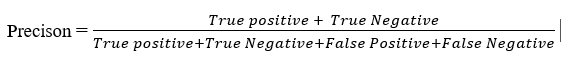 Precison = True positive + True Negative / True positive+True Negative+False Positive+False Negative